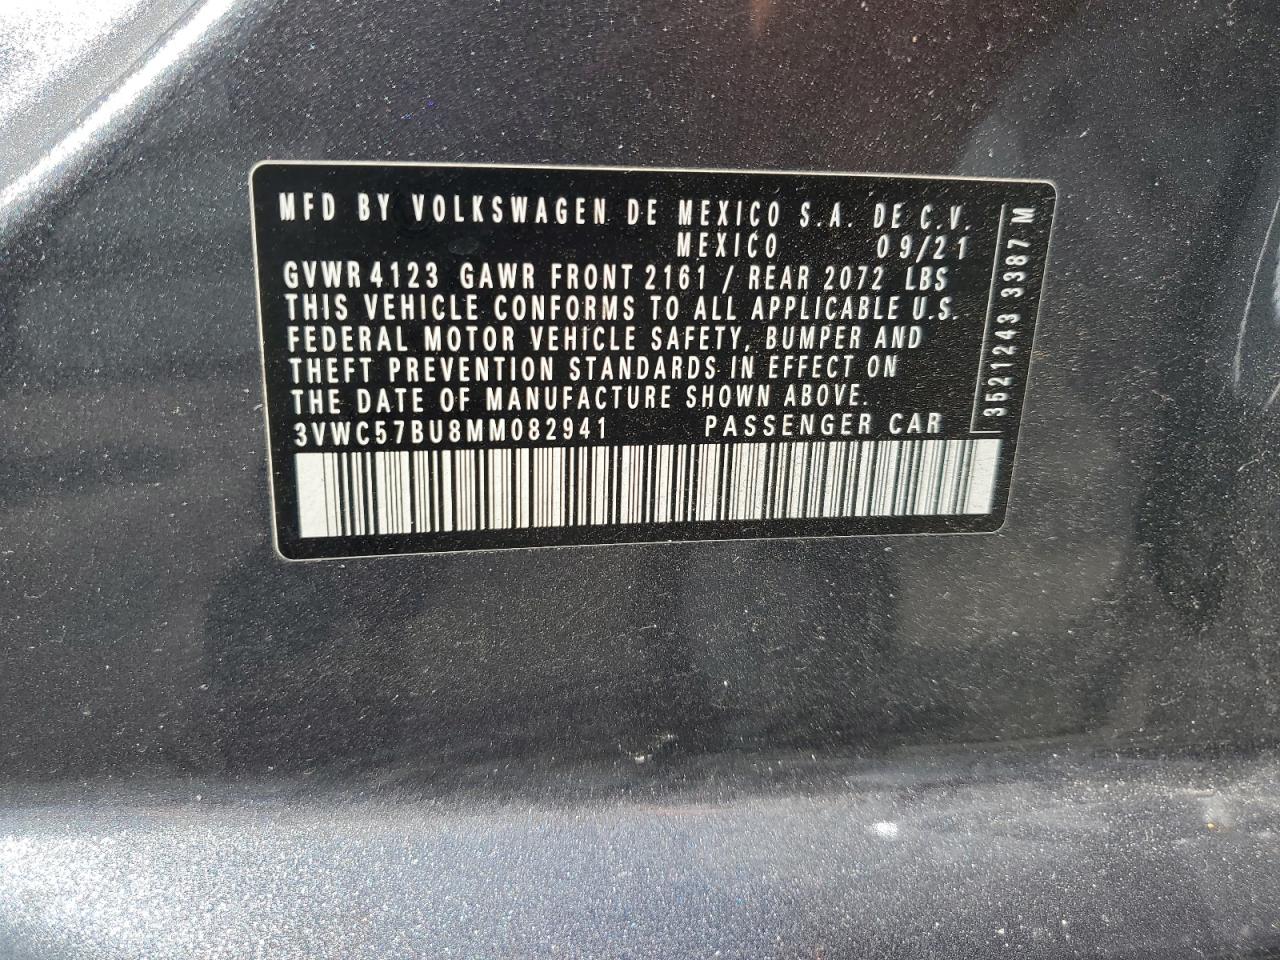 MFD BY VOLKSWAGEN DE MEXICO S.A. DE C.V.
MEXICO 09/21
GVWR 4123 GAWR FRONT 2161 / REAR 2072 LBS
THIS VEHICLE CONFORMS TO ALL APPLICABLE U.S.
FEDERAL MOTOR VEHICLE SAFETY, BUMPER AND
THEFT PREVENTION STANDARDS IN EFFECT ON
THE DATE OF MANUFACTURE SHOWN ABOVE.
3VWC57BU8MM082941 PASSENGER CAR
3521243 3387 M